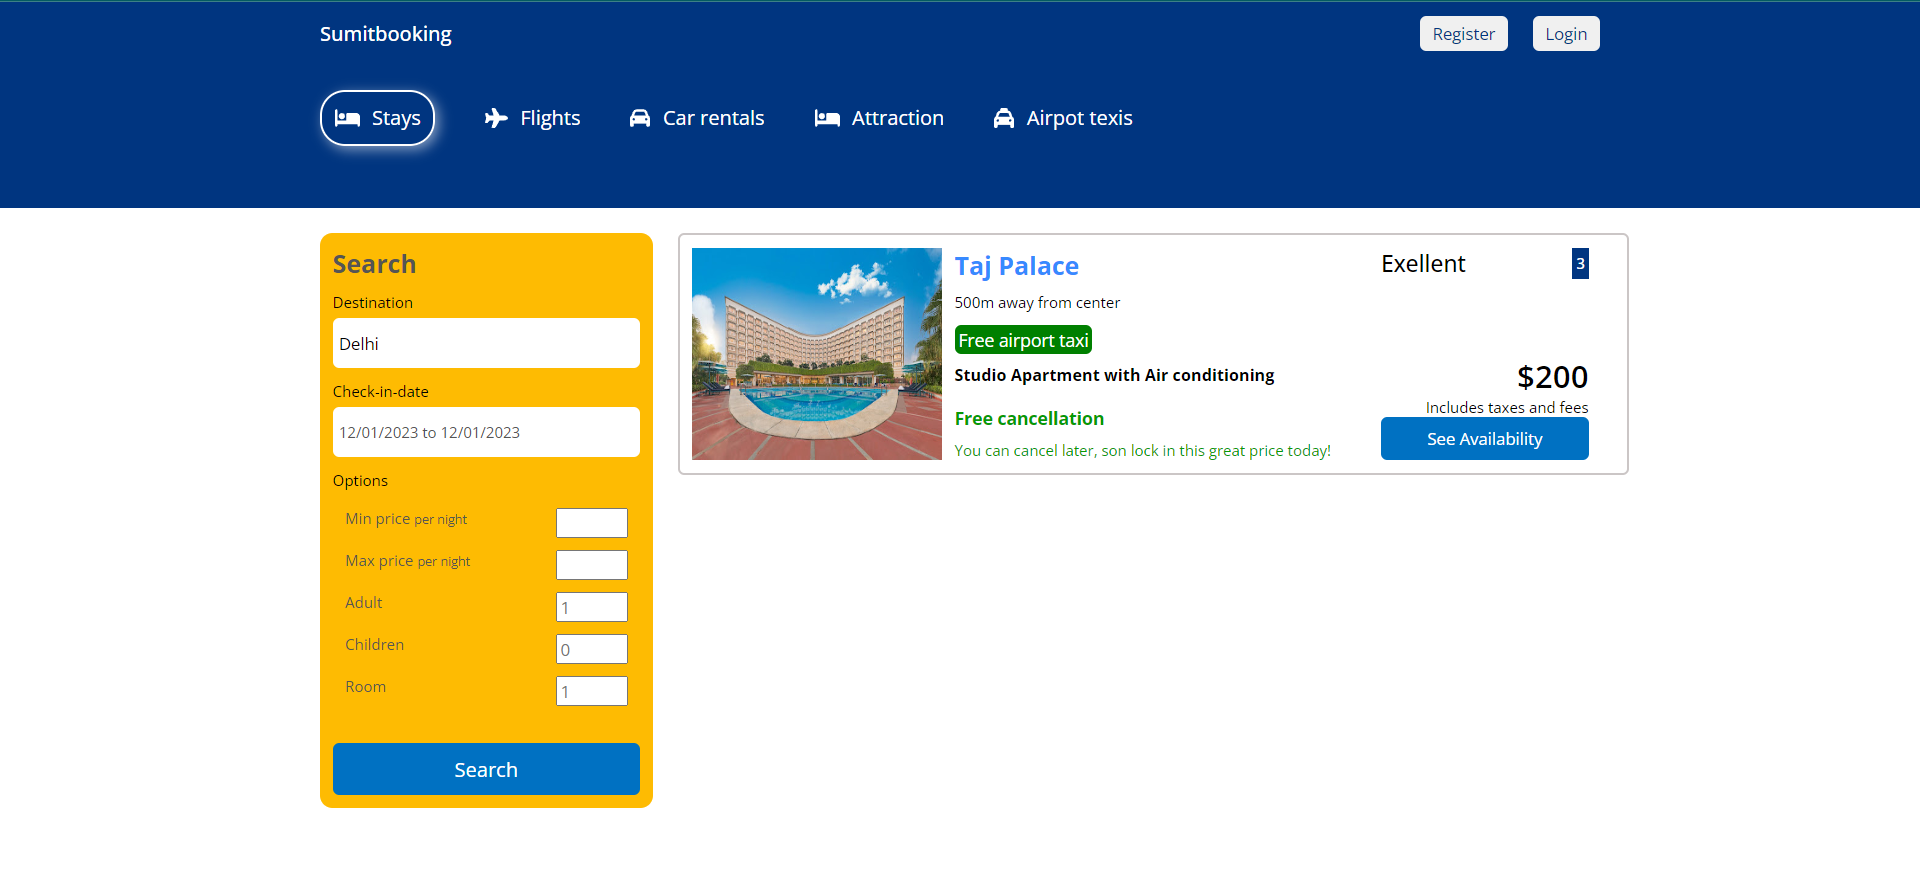 Sumitbooking
Register
Login
Stays
Flights
Car rentals
Attraction
Airpot texis
Search
Destination
Delhi
Check-in-date
12/01/2023 to 12/01/2023
Options
Min price per night
Max price per night
Adult
1
Children
0
Room
1
Search
Taj Palace
500m away from center
Free airport taxi
Studio Apartment with Air conditioning
Free cancellation
You can cancel later, son lock in this great price today!
Exellent
3
$200
Includes taxes and fees
See Availability